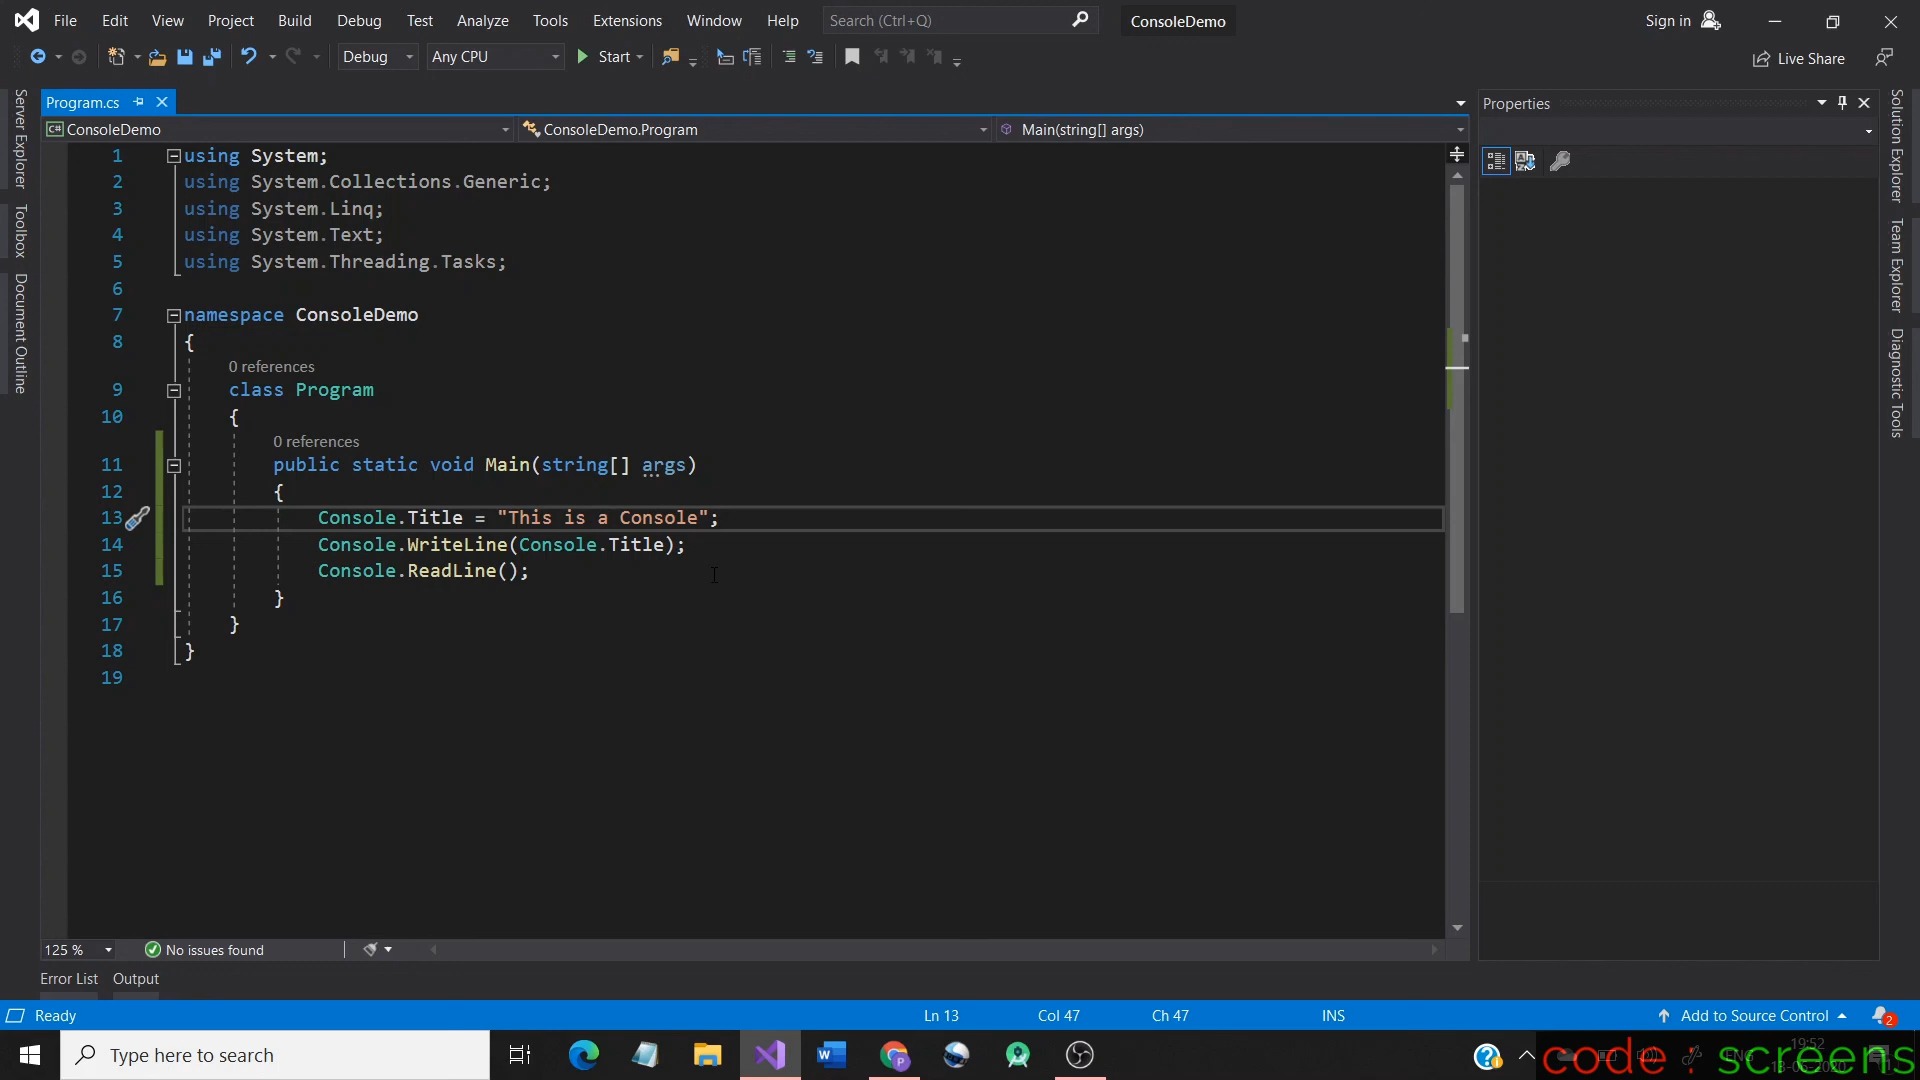 File Edit View Project Build Debug Test Analyze Tools Extensions Window Help Search (Ctrl+Q) ConsoleDemo Sign in
Debug Any CPU Start Live Share
Server Explorer
Toolbox
Document Outline
Program.cs
ConsoleDemo ConsoleDemo.Program Main(string[] args)
1 using System;
2 using System.Collections.Generic;
3 using System.Linq;
4 using System.Text;
5 using System.Threading.Tasks;
6
7 namespace ConsoleDemo
8 {
0 references
9 class Program
10 {
0 references
11 public static void Main(string[] args)
12 {
13 Console.Title = "This is a Console";
14 Console.WriteLine(Console.Title);
15 Console.ReadLine();
16 }
17 }
18 }
19
Properties
Solution Explorer
Team Explorer
Diagnostic Tools
125 % No issues found
Error List Output
Ready Ln 13 Col 47 Ch 47 INS Add to Source Control 2
Type here to search
19:52
code : screens